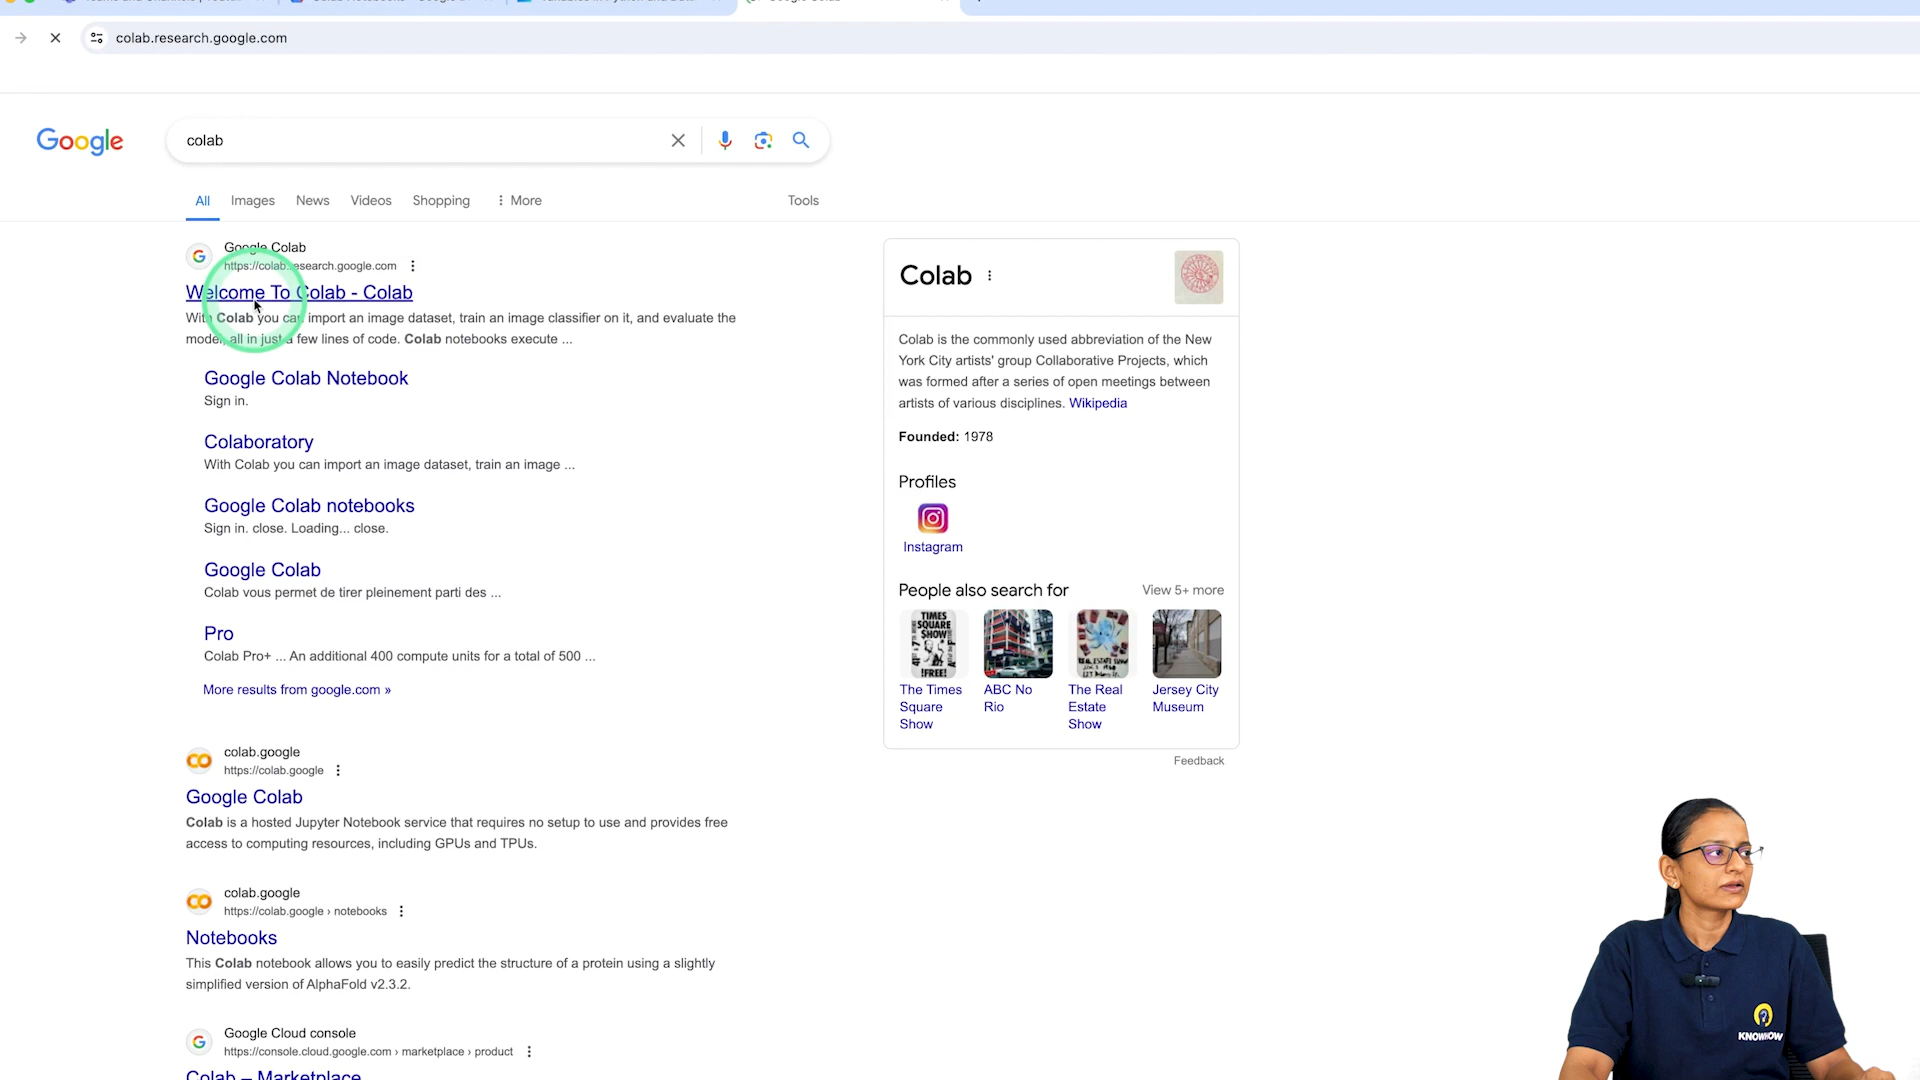 Google Colab
colab.research.google.com
Google
colab
All
Images
News
Videos
Shopping
More
Tools
Google Colab
https://colab.research.google.com
Welcome To Colab - Colab
With Colab you can import an image dataset, train an image classifier on it, and evaluate the
model, all in just a few lines of code. Colab notebooks execute ...
Google Colab Notebook
Sign in.
Colaboratory
With Colab you can import an image dataset, train an image ...
Google Colab notebooks
Sign in. close. Loading... close.
Google Colab
Colab vous permet de tirer pleinement parti des ...
Pro
Colab Pro+ ... An additional 400 compute units for a total of 500 ...
More results from google.com »
colab.google
https://colab.google
Google Colab
Colab is a hosted Jupyter Notebook service that requires no setup to use and provides free
access to computing resources, including GPUs and TPUs.
colab.google
https://colab.google › notebooks
Notebooks
This Colab notebook allows you to easily predict the structure of a protein using a slightly
simplified version of AlphaFold v2.3.2.
Google Cloud console
https://console.cloud.google.com › marketplace › product
Colab – Marketplace
Colab
Colab is the commonly used abbreviation of the New
York City artists' group Collaborative Projects, which
was formed after a series of open meetings between
artists of various disciplines. Wikipedia
Founded: 1978
Profiles
Instagram
People also search for
View 5+ more
TIMES
SQUARE
SHOW
FREE!
The Times
Square
Show
ABC No
Rio
The Real
Estate
Show
Jersey City
Museum
Feedback
KNOWHOW